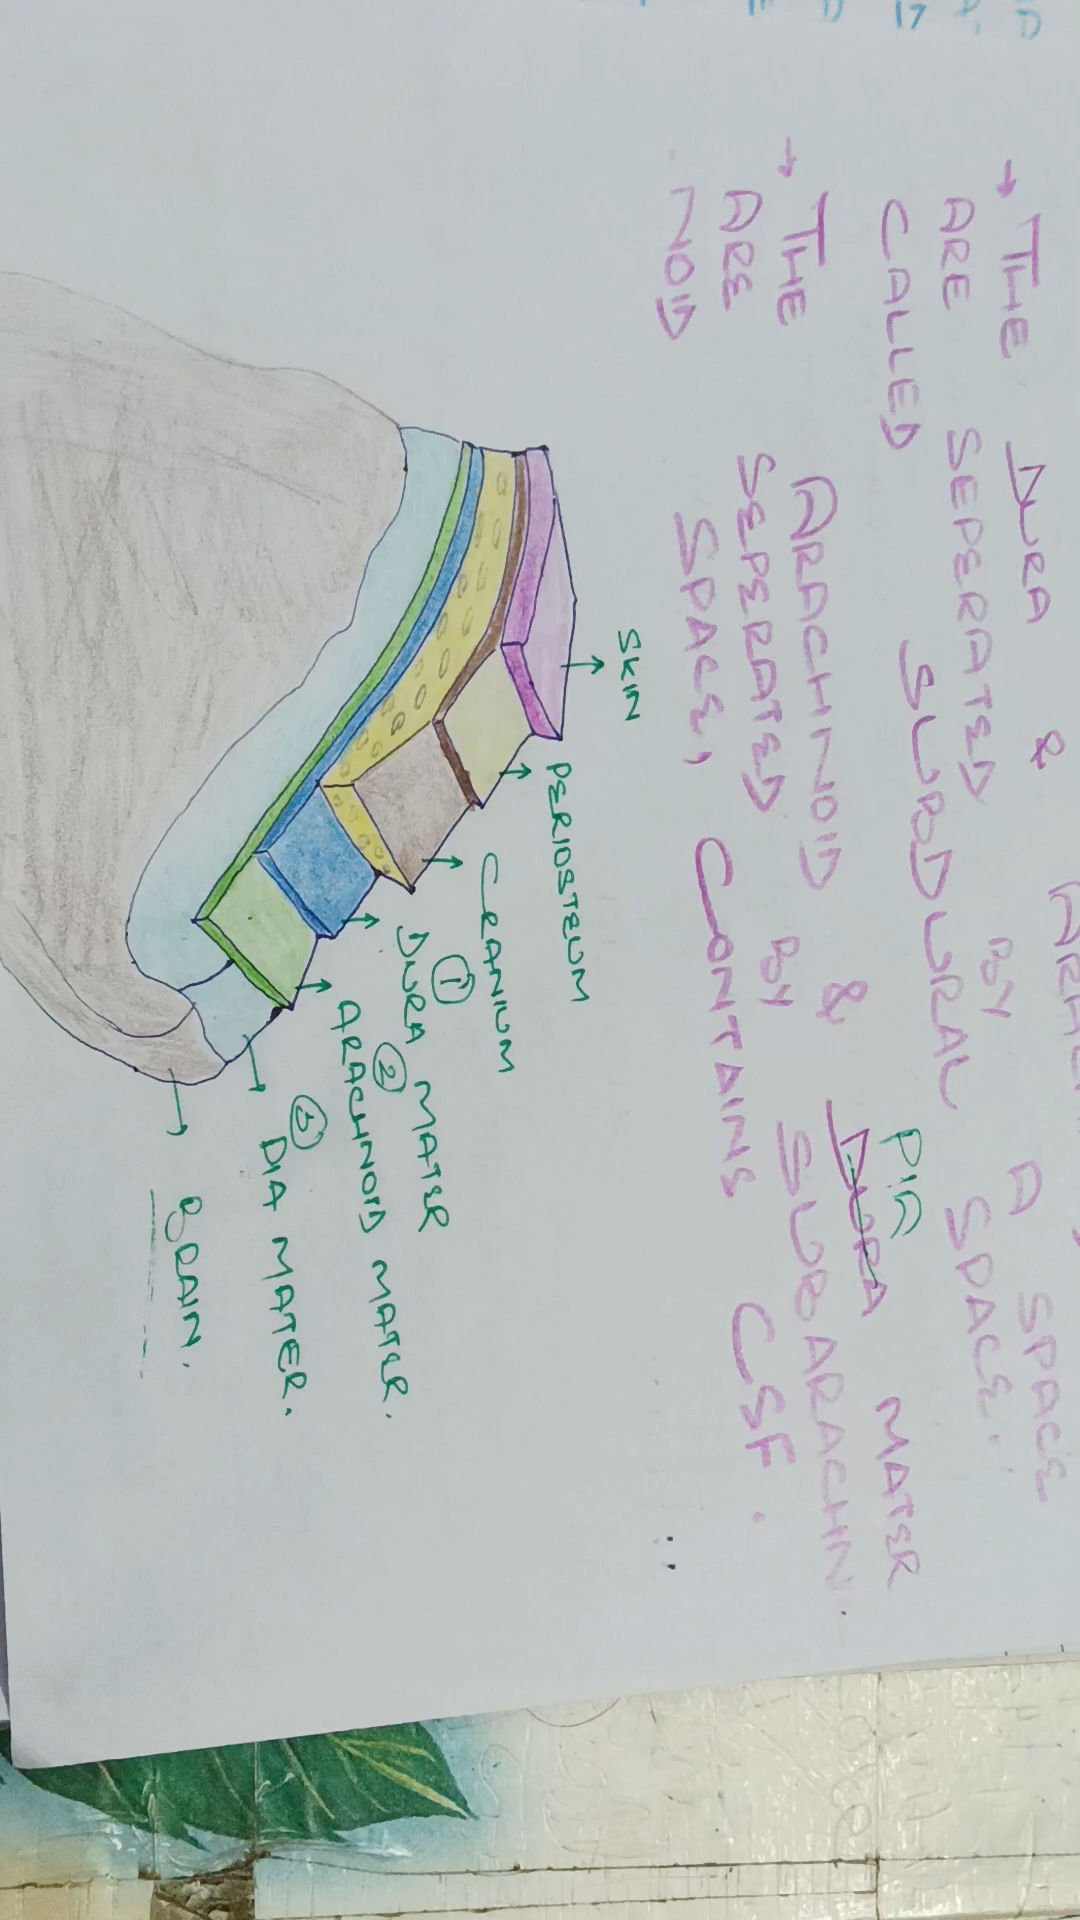 → THE DURA &
ARE SEPERATED BY A SPACE
CALLED SUBDURAL SPACE.
→ THE ARACHNOID & DURA PIA MATER
ARE SEPERATED BY SUBARACHN
NOID SPACE, CONTAINS CSF.
SKIN
PERIOSTEUM
CRANIUM
① DURA MATER
② ARACHNOID MATER.
③ PIA MATER.
BRAIN.